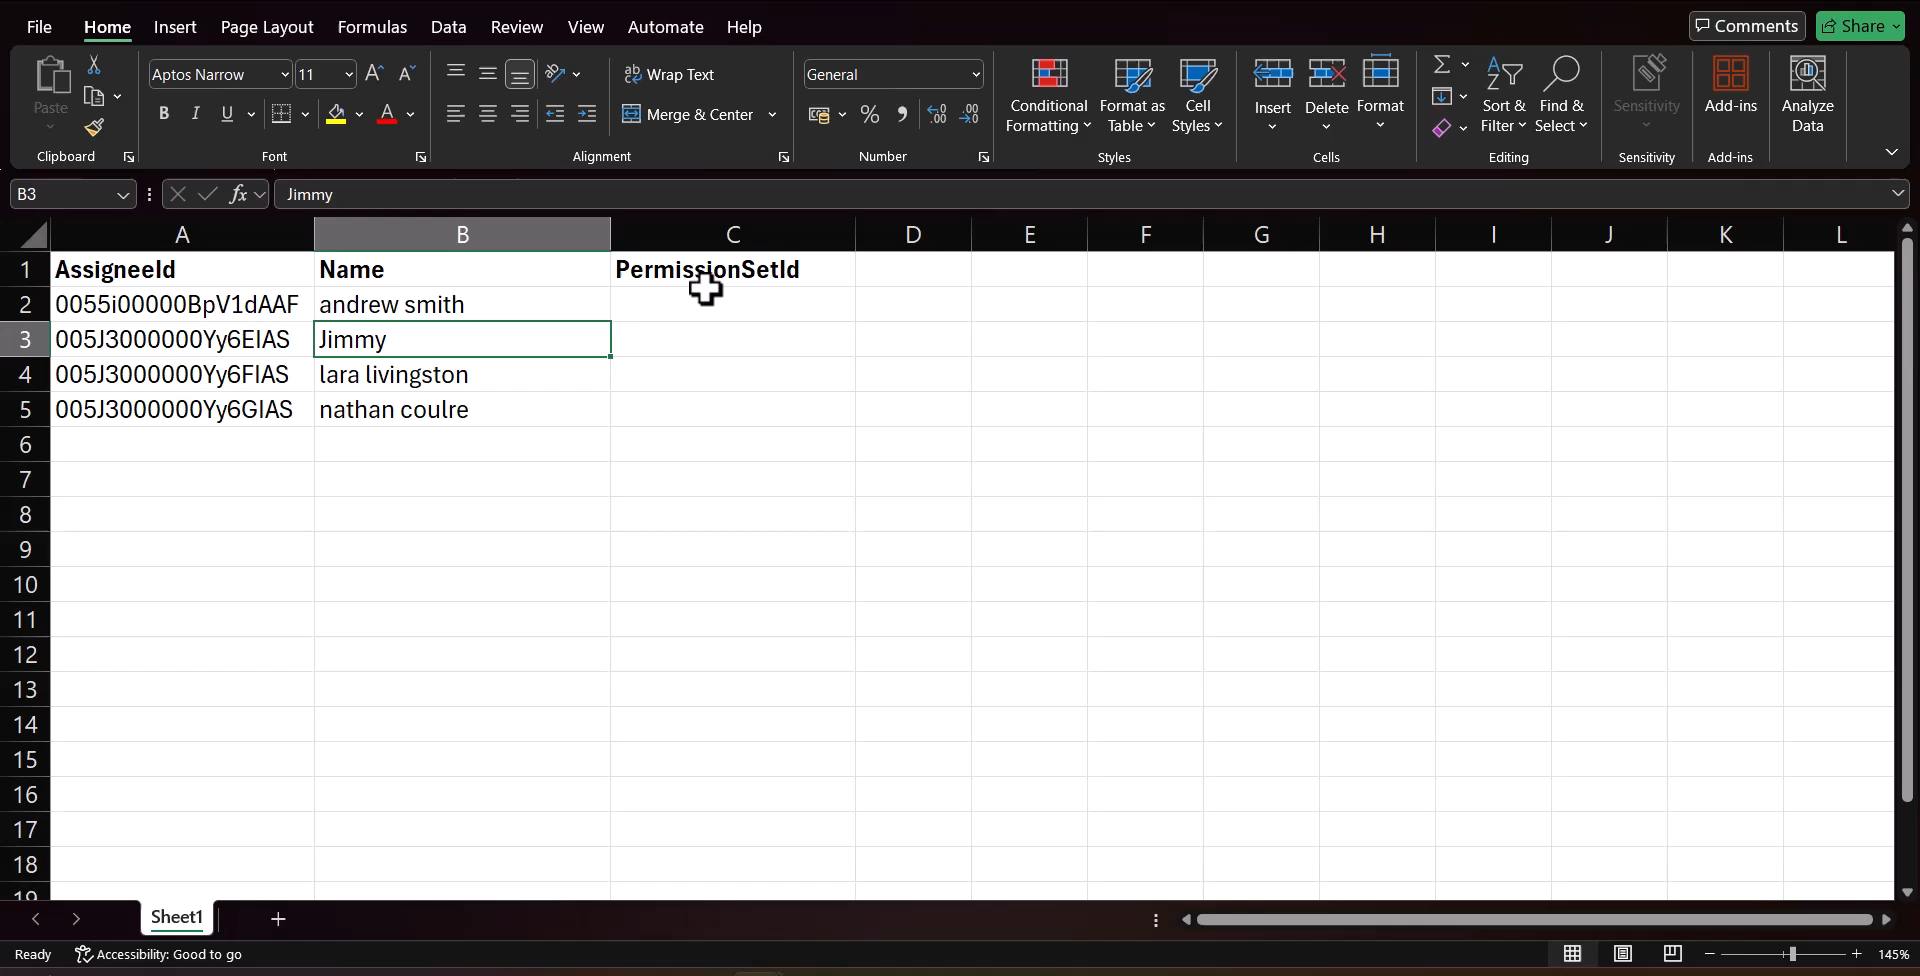 File Home Insert Page Layout Formulas Data Review View Automate Help Comments Share
Paste
Clipboard
Aptos Narrow 11
B I U
Font
Wrap Text
Merge & Center
Alignment
General
% 9
Number
Conditional Formatting
Format as Table
Cell Styles
Styles
Insert
Delete
Format
Cells
Sort & Filter
Find & Select
Editing
Sensitivity
Sensitivity
Add-ins
Add-ins
Analyze Data
B3 fx Jimmy
A B C D E F G H I J K L
1 AssigneeId Name PermissionSetId
2 0055i00000BpV1dAAF andrew smith
3 005J3000000Yy6EIAS Jimmy
4 005J3000000Yy6FIAS lara livingston
5 005J3000000Yy6GIAS nathan coulre
6
7
8
9
10
11
12
13
14
15
16
17
18
19
Sheet1
Ready Accessibility: Good to go 145%